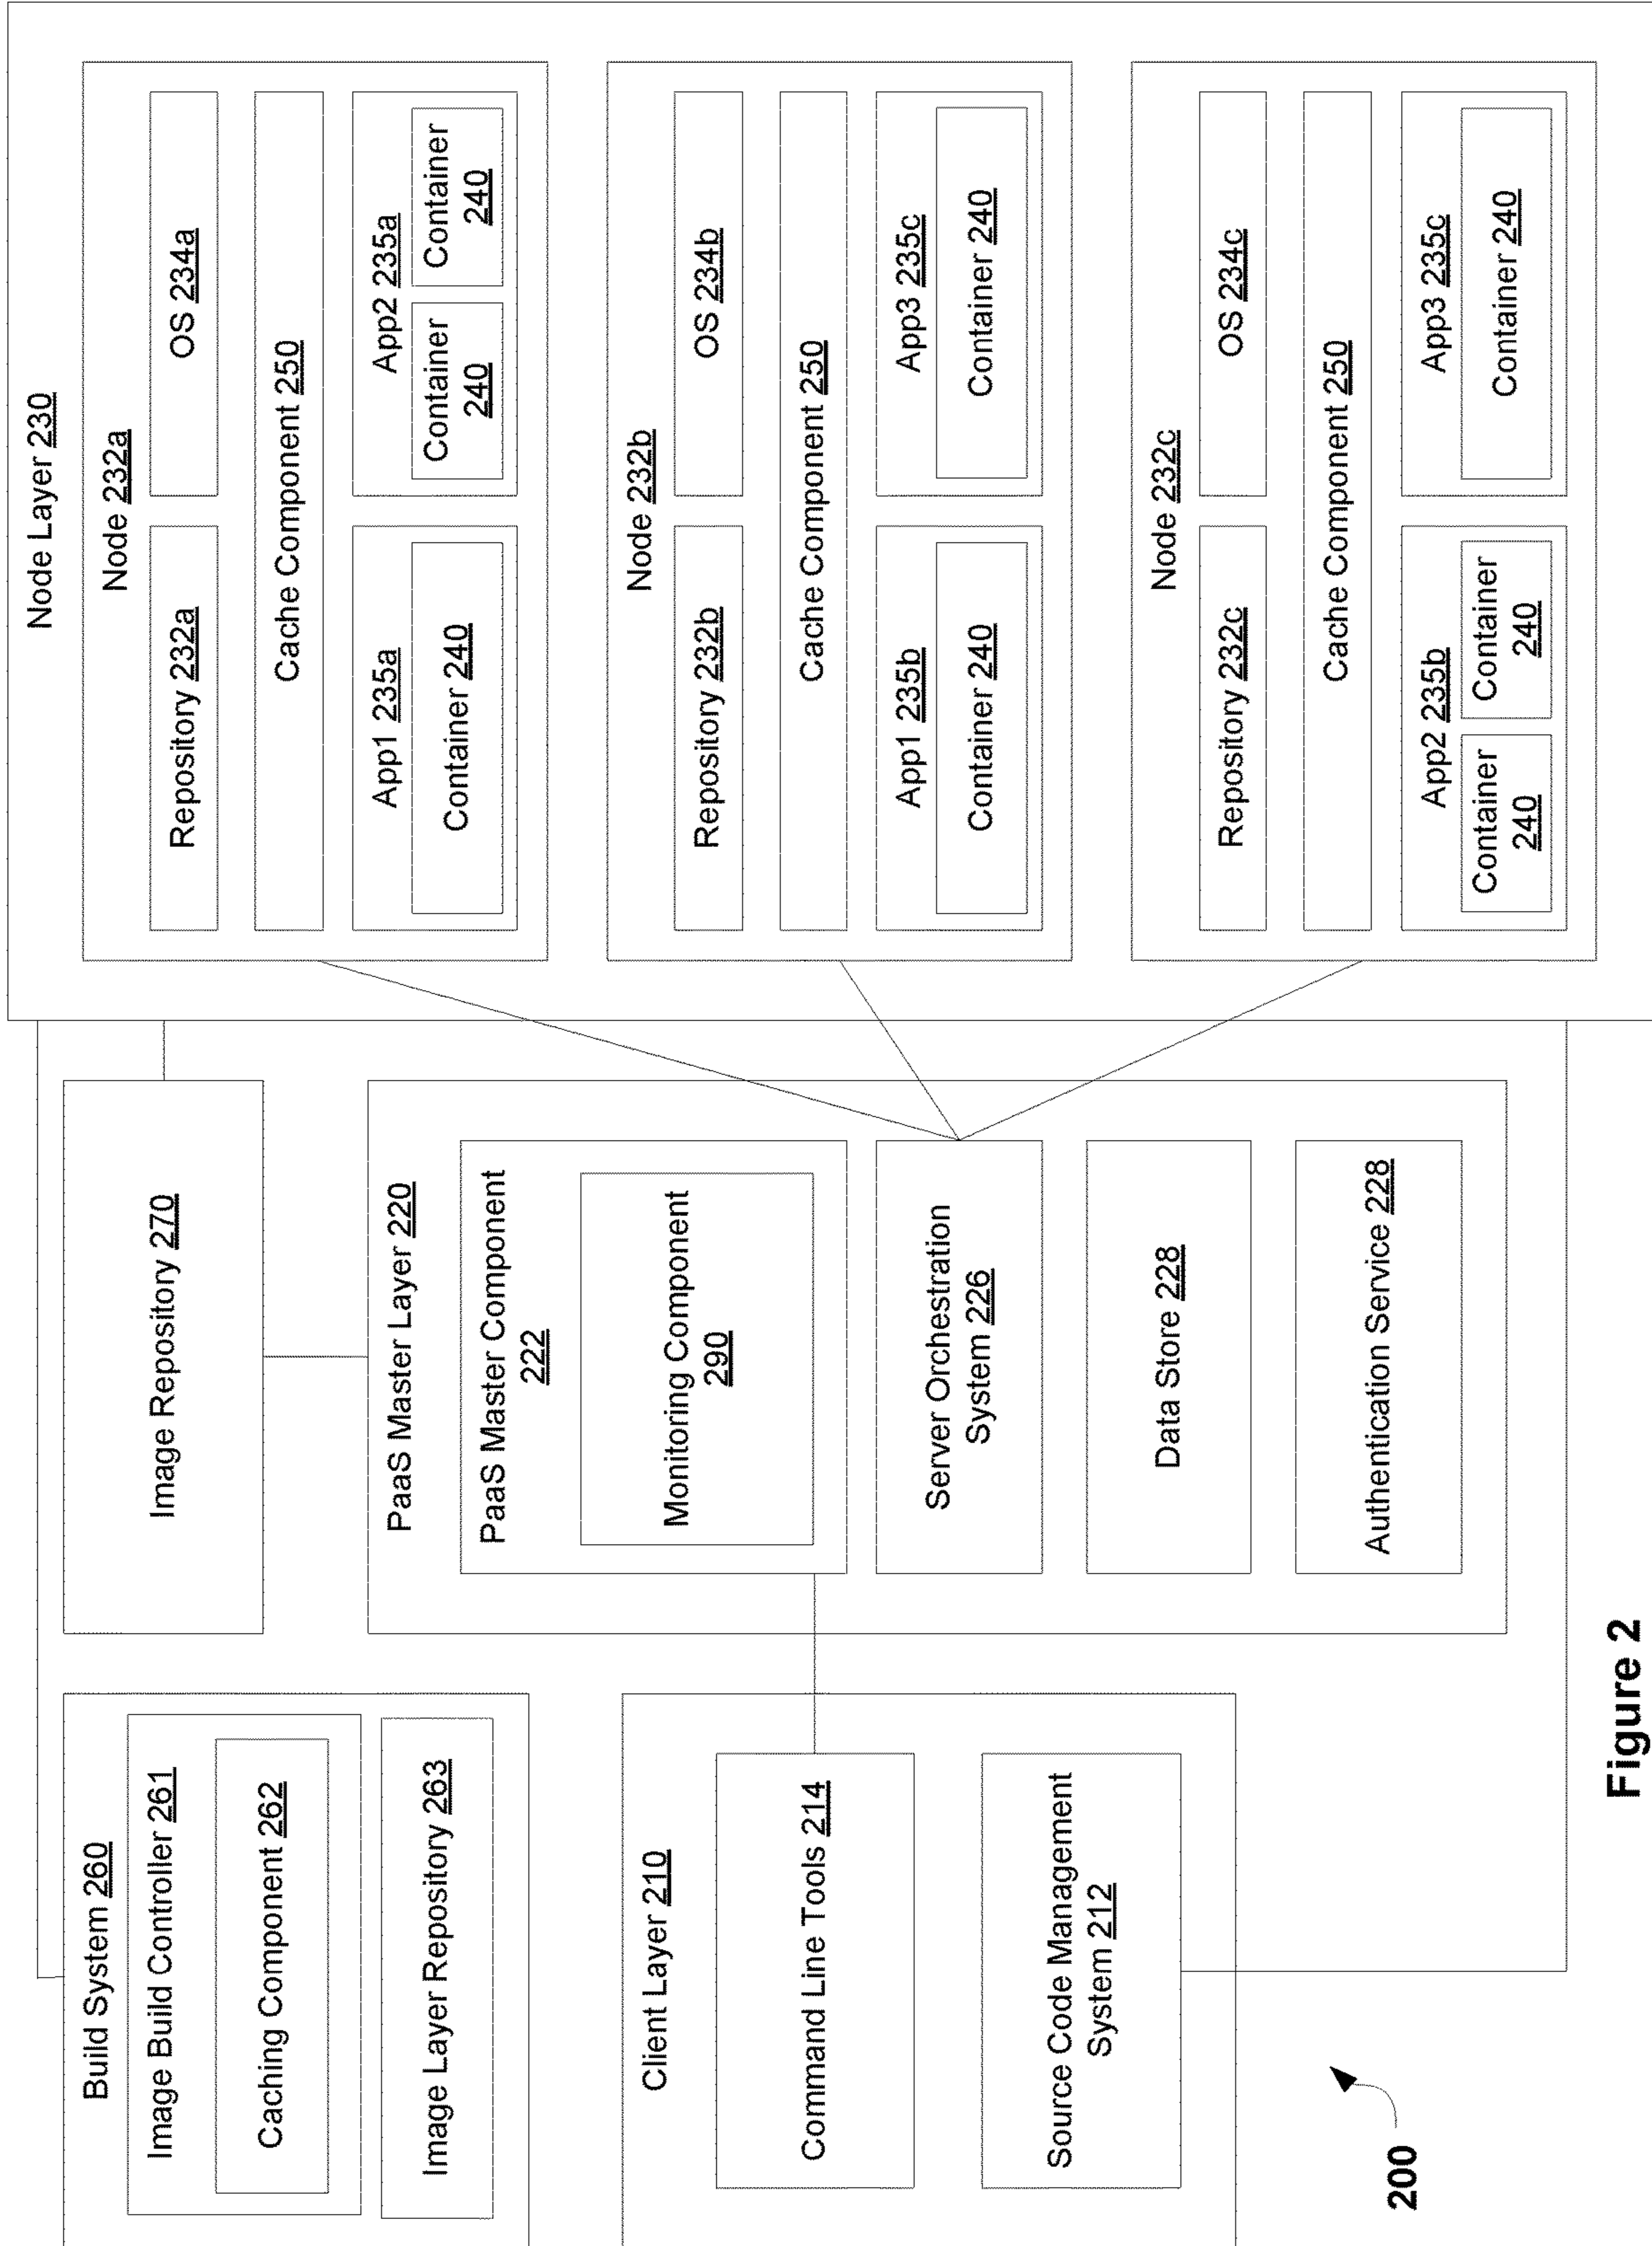 Build System 260
Image Build Controller 261
Caching Component 262
Image Layer Repository 263
Client Layer 210
Command Line Tools 214
Source Code Management
System 212
Image Repository 270
PaaS Master Layer 220
PaaS Master Component
222
Monitoring Component
290
Server Orchestration
System 226
Data Store 228
Authentication Service 228
Node Layer 230
Node 232a
Repository 232a
OS 234a
Cache Component 250
App1 235a
Container 240
App2 235a
Container
240
Container
240
Node 232b
Repository 232b
OS 234b
Cache Component 250
App1 235b
Container 240
App3 235c
Container 240
Node 232c
Repository 232c
OS 234c
Cache Component 250
App2 235b
Container
240
Container
240
App3 235c
Container 240
200
Figure 2